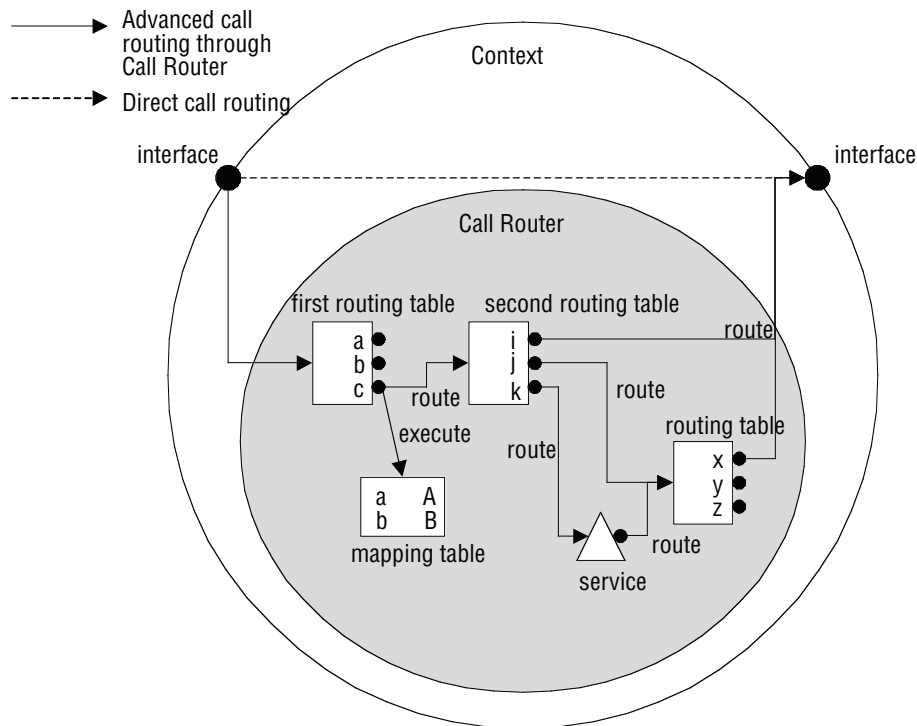 Advanced call
routing through
Call Router
Direct call routing
Context
interface
interface
Call Router
first routing table
second routing table
a
b
c
i
j
k
route
route
route
execute
route
routing table
x
y
z
a A
b B
mapping table
route
service